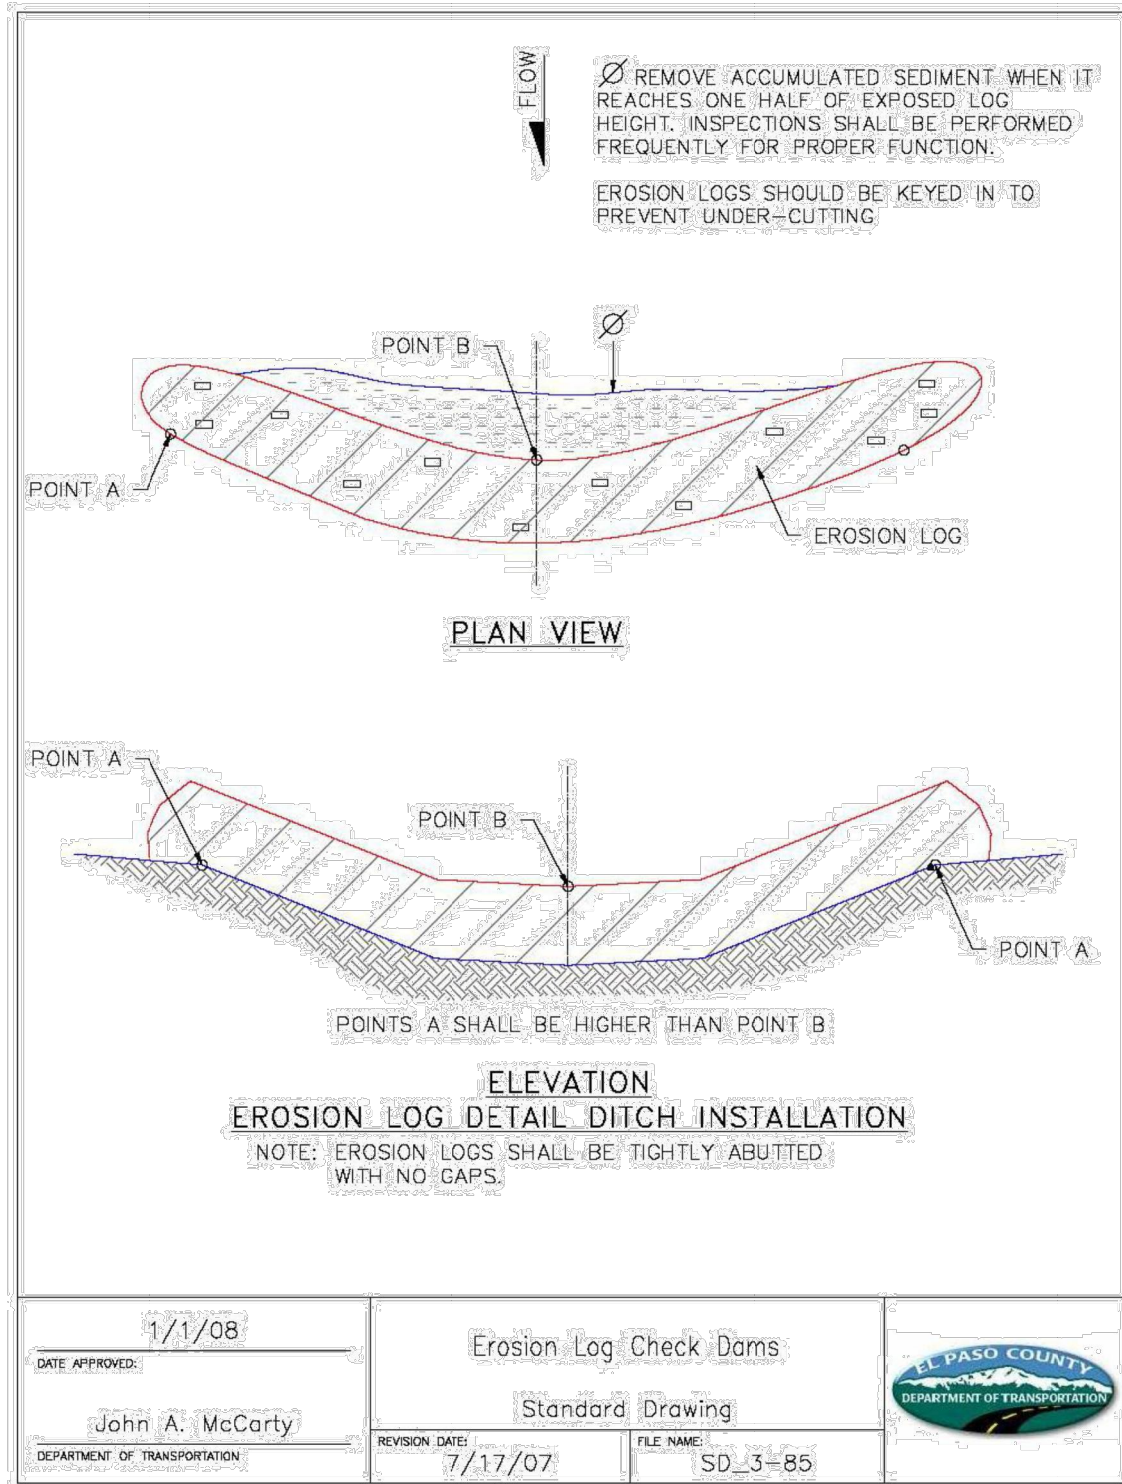 FLOW
Ø REMOVE ACCUMULATED SEDIMENT WHEN IT
REACHES ONE HALF OF EXPOSED LOG
HEIGHT. INSPECTIONS SHALL BE PERFORMED
FREQUENTLY FOR PROPER FUNCTION.
EROSION LOGS SHOULD BE KEYED IN TO
PREVENT UNDER-CUTTING
Ø
POINT B
POINT A
EROSION LOG
PLAN VIEW
POINT A
POINT B
POINT A
POINTS A SHALL BE HIGHER THAN POINT B
ELEVATION
EROSION LOG DETAIL DITCH INSTALLATION
NOTE: EROSION LOGS SHALL BE TIGHTLY ABUTTED
WITH NO GAPS.
1/1/08
DATE APPROVED:
John A. McCarty
DEPARTMENT OF TRANSPORTATION
Erosion Log Check Dams
Standard Drawing
REVISION DATE:
7/17/07
FILE NAME:
SD_3-85
EL PASO COUNTY
DEPARTMENT OF TRANSPORTATION